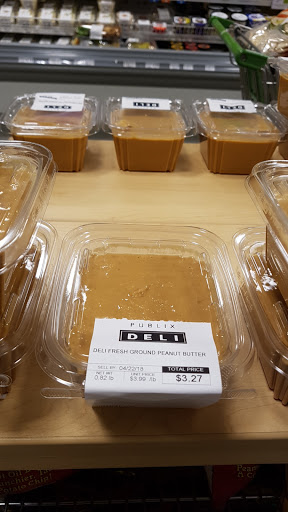 PUBLIX
DELI
DELI FRESH GROUND PEANUT BUTTER
SELL BY 04/22/19
NET WT UNIT PRICE TOTAL PRICE
0.82 lb $3.99 /lb $3.27
DELI
DELI
DELI